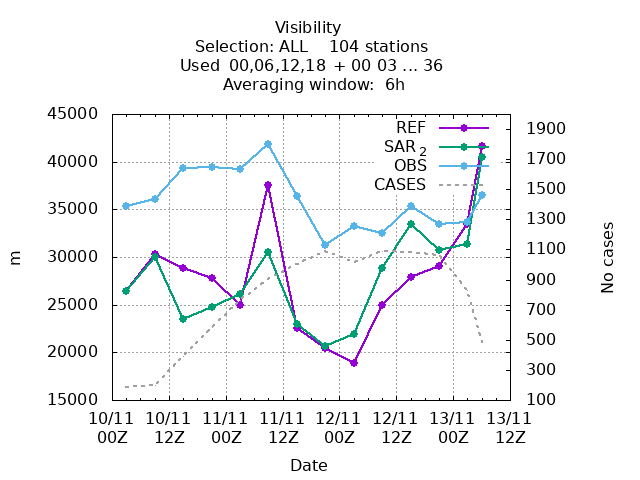 Visibility
Selection: ALL 104 stations
Used 00,06,12,18 + 00 03 ... 36
Averaging window: 6h
REF
SAR 2
OBS
CASES
45000
40000
35000
30000
25000
20000
15000
m
1900
1700
1500
1300
1100
900
700
500
300
100
No cases
10/11 10/11 11/11 11/11 12/11 12/11 13/11 13/11
00Z 12Z 00Z 12Z 00Z 12Z 00Z 12Z
Date